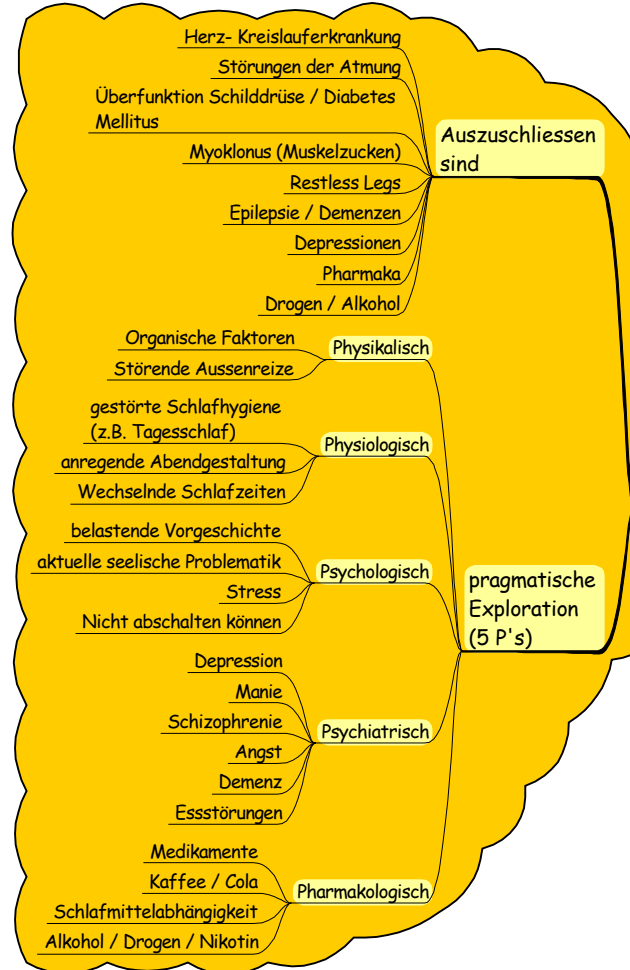 Herz- Kreislauferkrankung
Störungen der Atmung
Überfunktion Schilddrüse / Diabetes
Mellitus
Myoklonus (Muskelzucken)
Restless Legs
Epilepsie / Demenzen
Depressionen
Pharmaka
Drogen / Alkohol
Auszuschliessen
sind
Organische Faktoren
Störende Aussenreize
Physikalisch
gestörte Schlafhygiene
(z.B. Tagesschlaf)
anregende Abendgestaltung
Wechselnde Schlafzeiten
Physiologisch
belastende Vorgeschichte
aktuelle seelische Problematik
Stress
Nicht abschalten können
Psychologisch
pragmatische
Exploration
(5 P's)
Depression
Manie
Schizophrenie
Angst
Demenz
Essstörungen
Psychiatrisch
Medikamente
Kaffee / Cola
Schlafmittelabhängigkeit
Alkohol / Drogen / Nikotin
Pharmakologisch